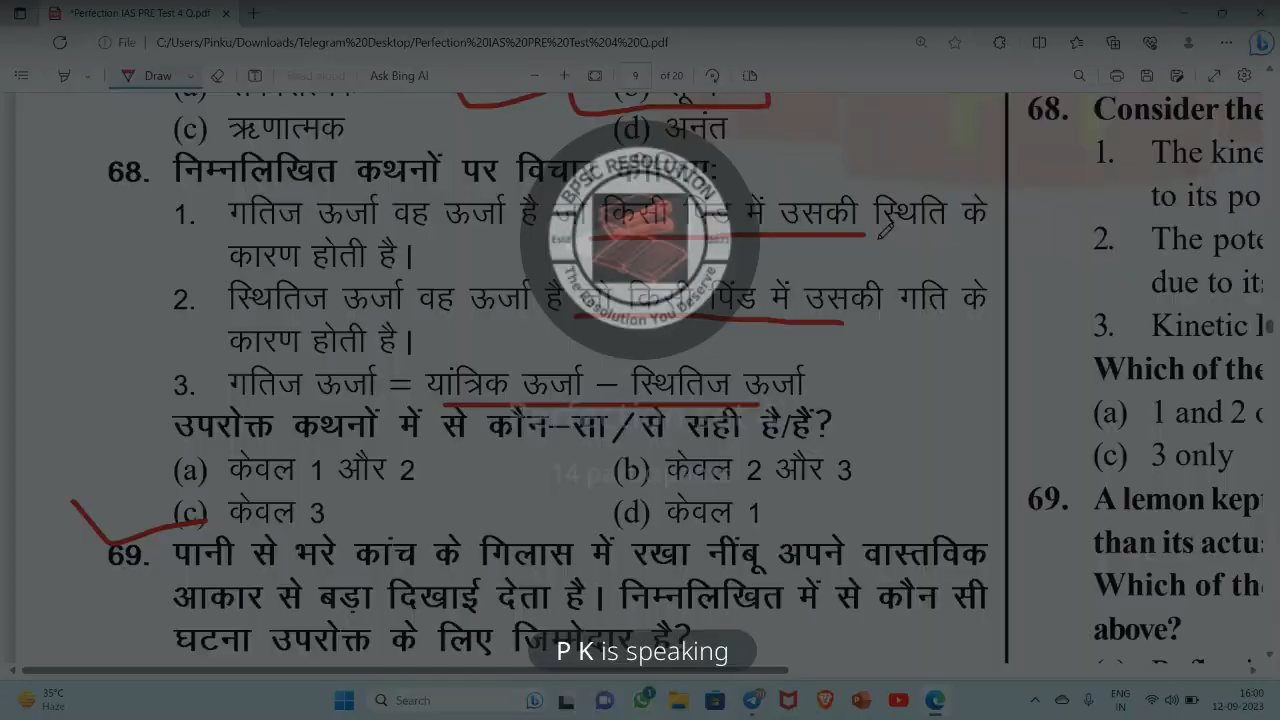 *Perfection IAS PRE Test 4 Q.pdf
File C:/Users/Pinku/Downloads/Telegram%20Desktop/Perfection%20IAS%20PRE%20Test%204%20Q.pdf
Draw Read aloud Ask Bing AI 9 of 20
(c) ऋणात्मक (d) अनंत
68. निम्नलिखित कथनों पर
1. गतिज ऊर्जा वह ऊर्जा है किसी पिंड में उसकी स्थिति के
कारण होती है।
2. स्थितिज ऊर्जा वह ऊर्जा है जो किसी पिंड में उसकी गति के
कारण होती है।
3. गतिज ऊर्जा = यांत्रिक ऊर्जा – स्थितिज ऊर्जा
उपरोक्त कथनों में से कौन–सा/से सही है/हैं?
(a) केवल 1 और 2 (b) केवल 2 और 3
(c) केवल 3 (d) केवल 1
69. पानी से भरे कांच के गिलास में रखा नींबू अपने वास्तविक
आकार से बड़ा दिखाई देता है। निम्नलिखित में से कौन सी
घटना उपरोक्त के लिए जिम्मेदार है?
68. Consider the
1. The kine
to its po
2. The pote
due to it
3. Kinetic
Which of the
(a) 1 and 2
(c) 3 only
69. A lemon kep
than its actu
Which of th
above?
BPSC RESOLUTION
The Resolution You Deserve
P K is speaking
35°C
Haze
Search
ENG
IN
16:00
12-09-2023